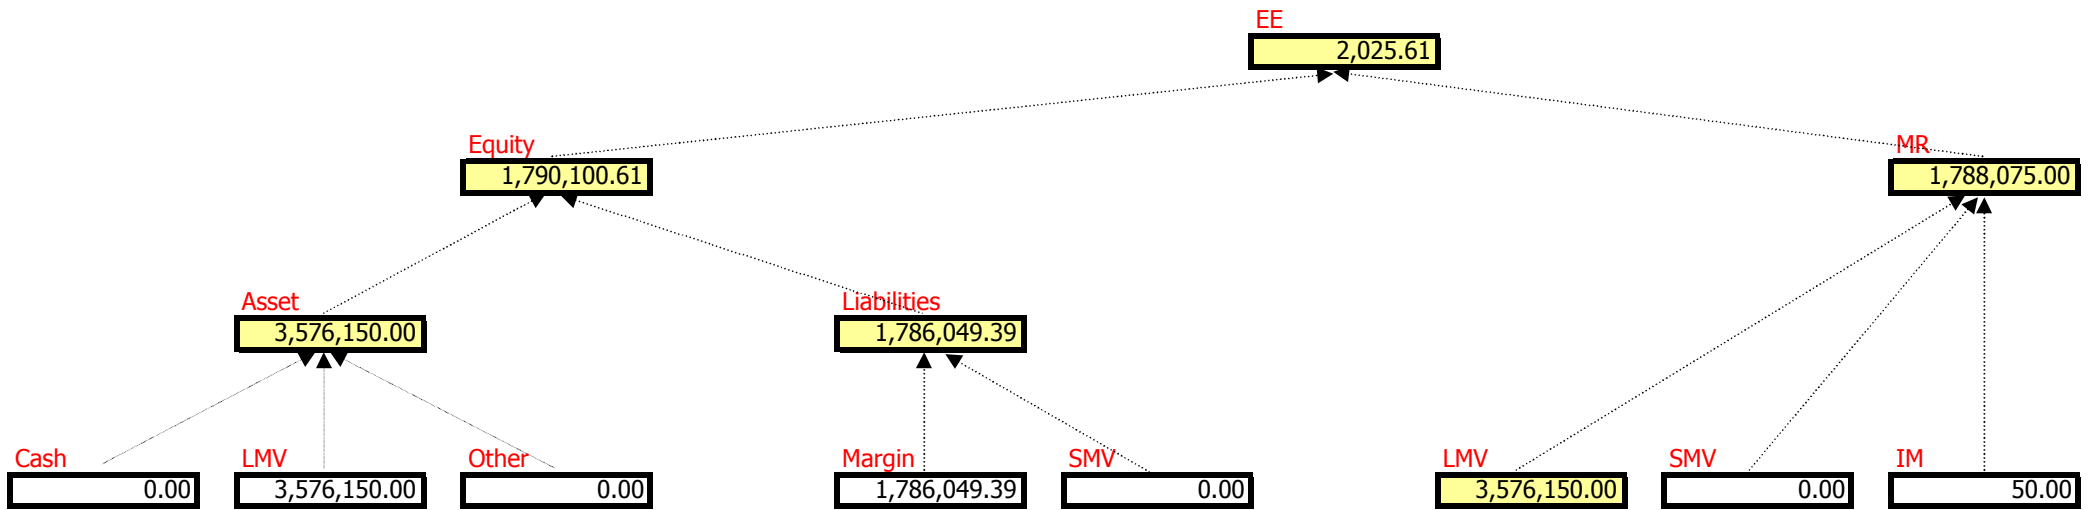 EE
2,025.61
Equity
MR
1,790,100.61
1,788,075.00
Asset
Liabilities
3,576,150.00
1,786,049.39
Cash
LMV
Other
Margin
SMV
LMV
SMV
IM
0.00
3,576,150.00
0.00
1,786,049.39
0.00
3,576,150.00
0.00
50.00